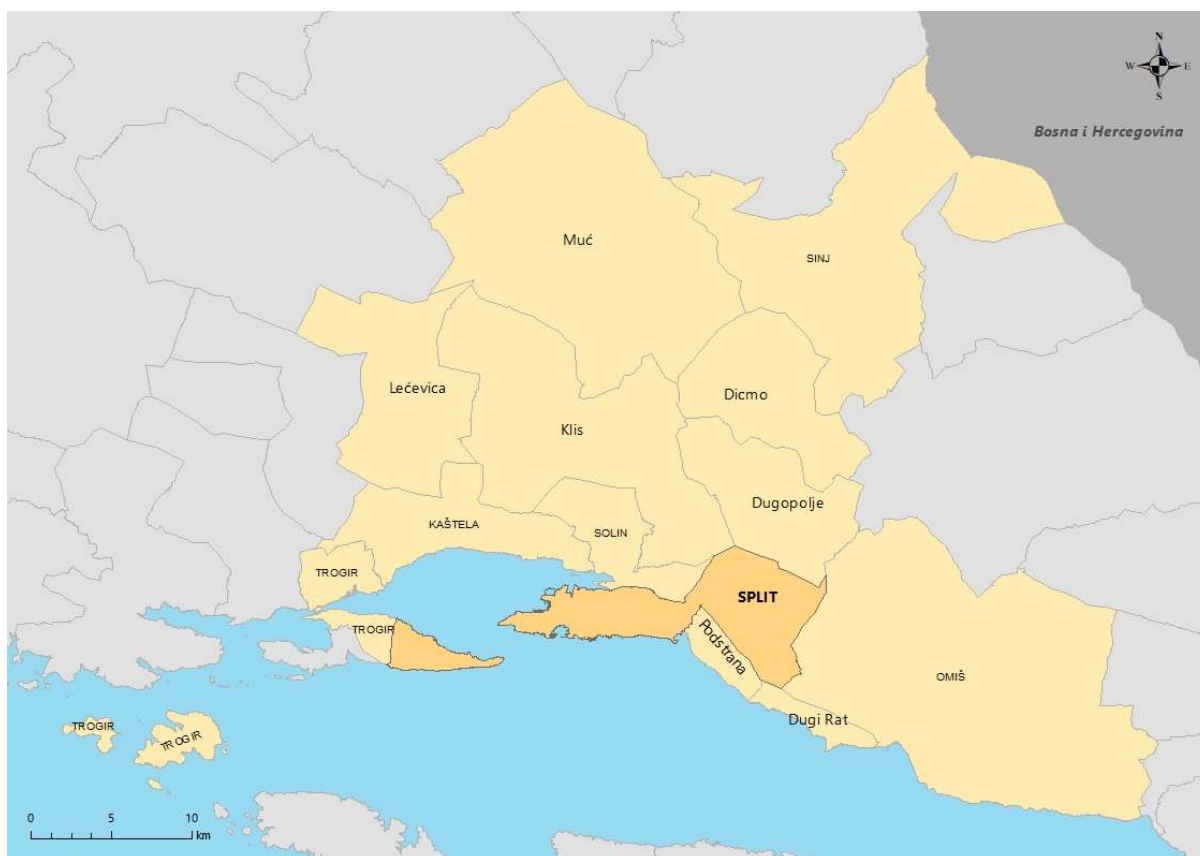 N
W E
S
Bosna i Hercegovina
Muć
SINJ
Lećevica
Dicmo
Klis
Dugopolje
KAŠTELA
SOLIN
TROGIR
SPLIT
TROGIR
Podstrana
OMIŠ
Dugi Rat
TROGIR
TROGIR
0 5 10
km